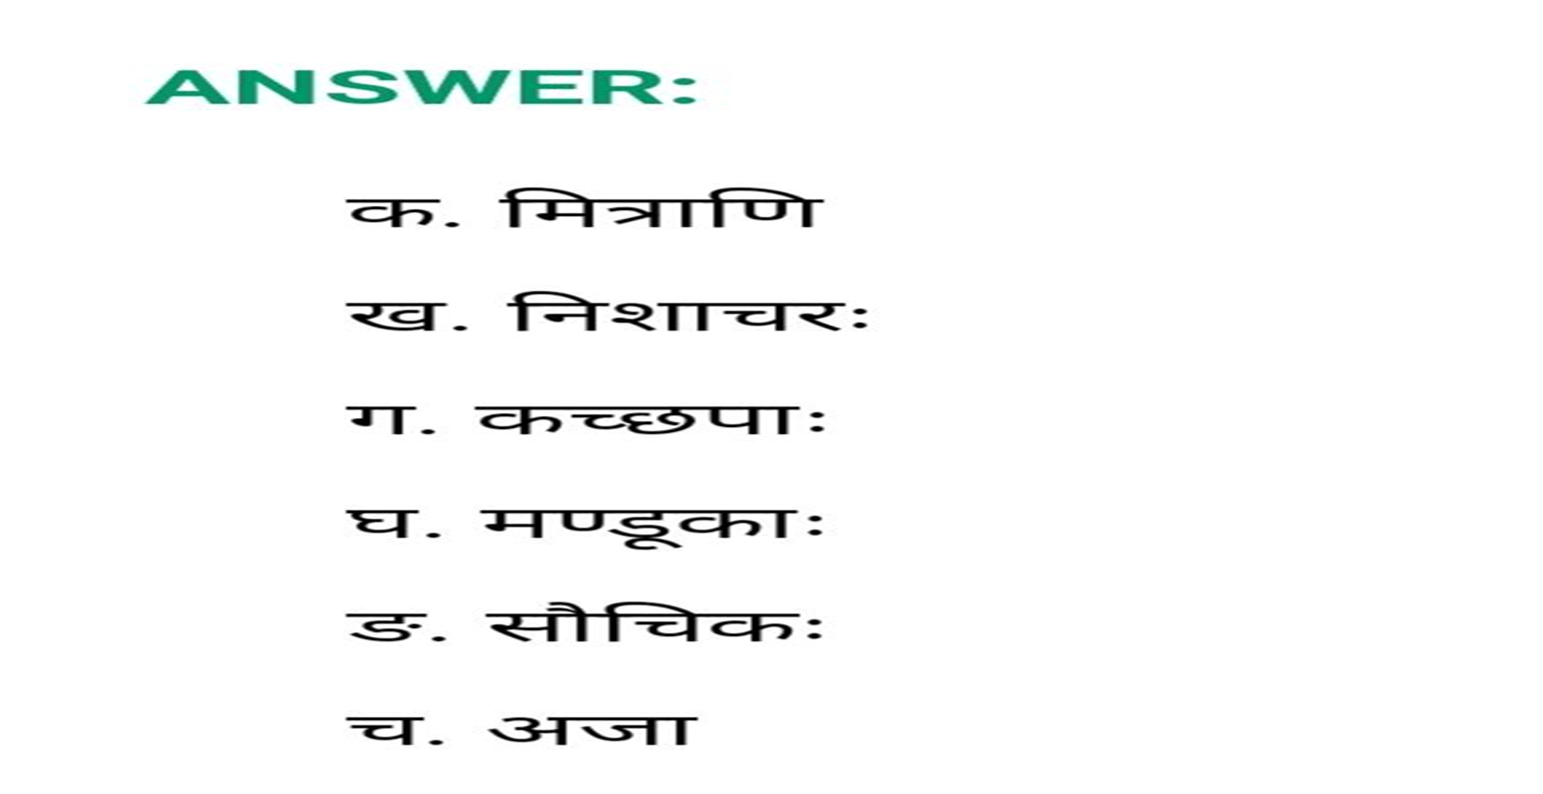 ANSWER:
क. मित्राणि
ख. निशाचरः
ग. कच्छपाः
घ. मण्डूकाः
ङ. सौचिकः
च. अजा